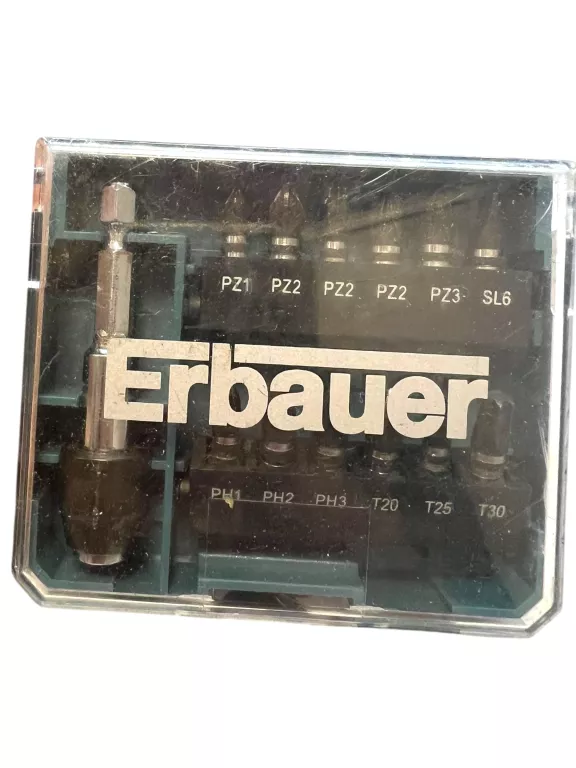 PZ1 PZ2 PZ2 PZ2 PZ3 SL6
Erbauer
PH1 PH2 PH3 T20 T25 T30